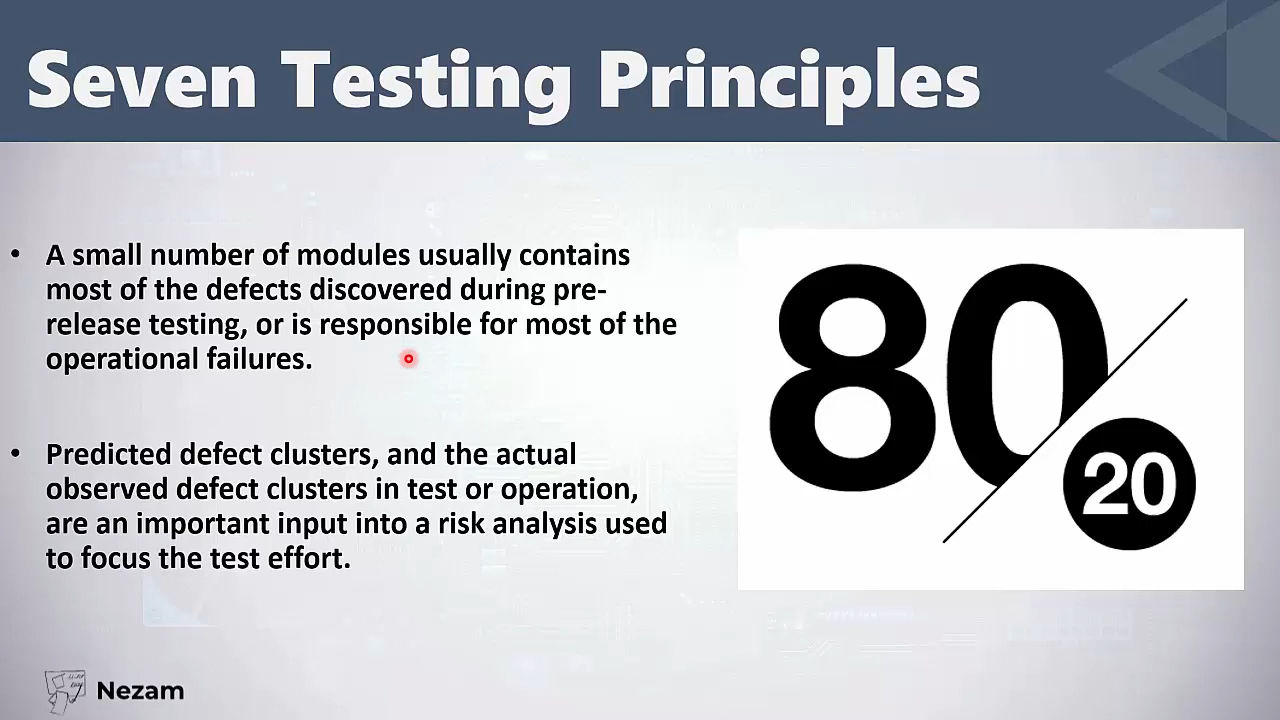 Seven Testing Principles
• A small number of modules usually contains
most of the defects discovered during pre-
release testing, or is responsible for most of the
operational failures.
• Predicted defect clusters, and the actual
observed defect clusters in test or operation,
are an important input into a risk analysis used
to focus the test effort.
80
20
Nezam